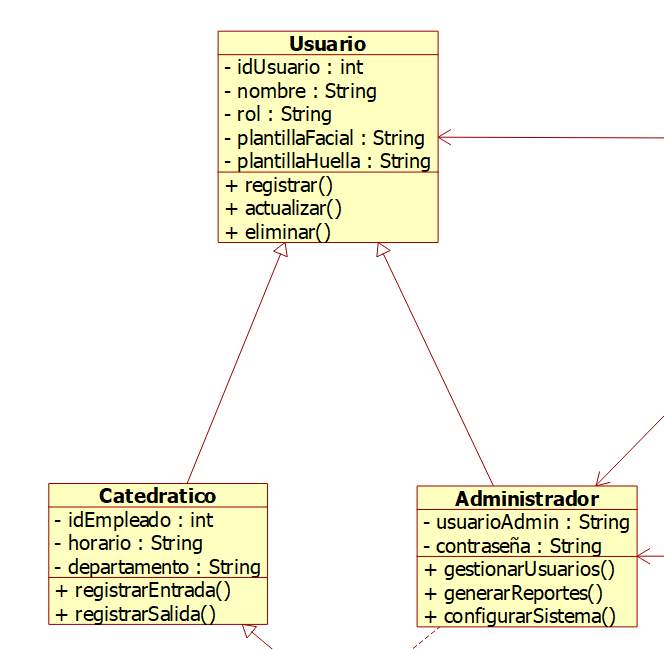 Usuario
- idUsuario : int
- nombre : String
- rol : String
- plantillaFacial : String
- plantillaHuella : String
+ registrar()
+ actualizar()
+ eliminar()
Catedratico
- idEmpleado : int
- horario : String
- departamento : String
+ registrarEntrada()
+ registrarSalida()
Administrador
- usuarioAdmin : String
- contraseña : String
+ gestionarUsuarios()
+ generarReportes()
+ configurarSistema()